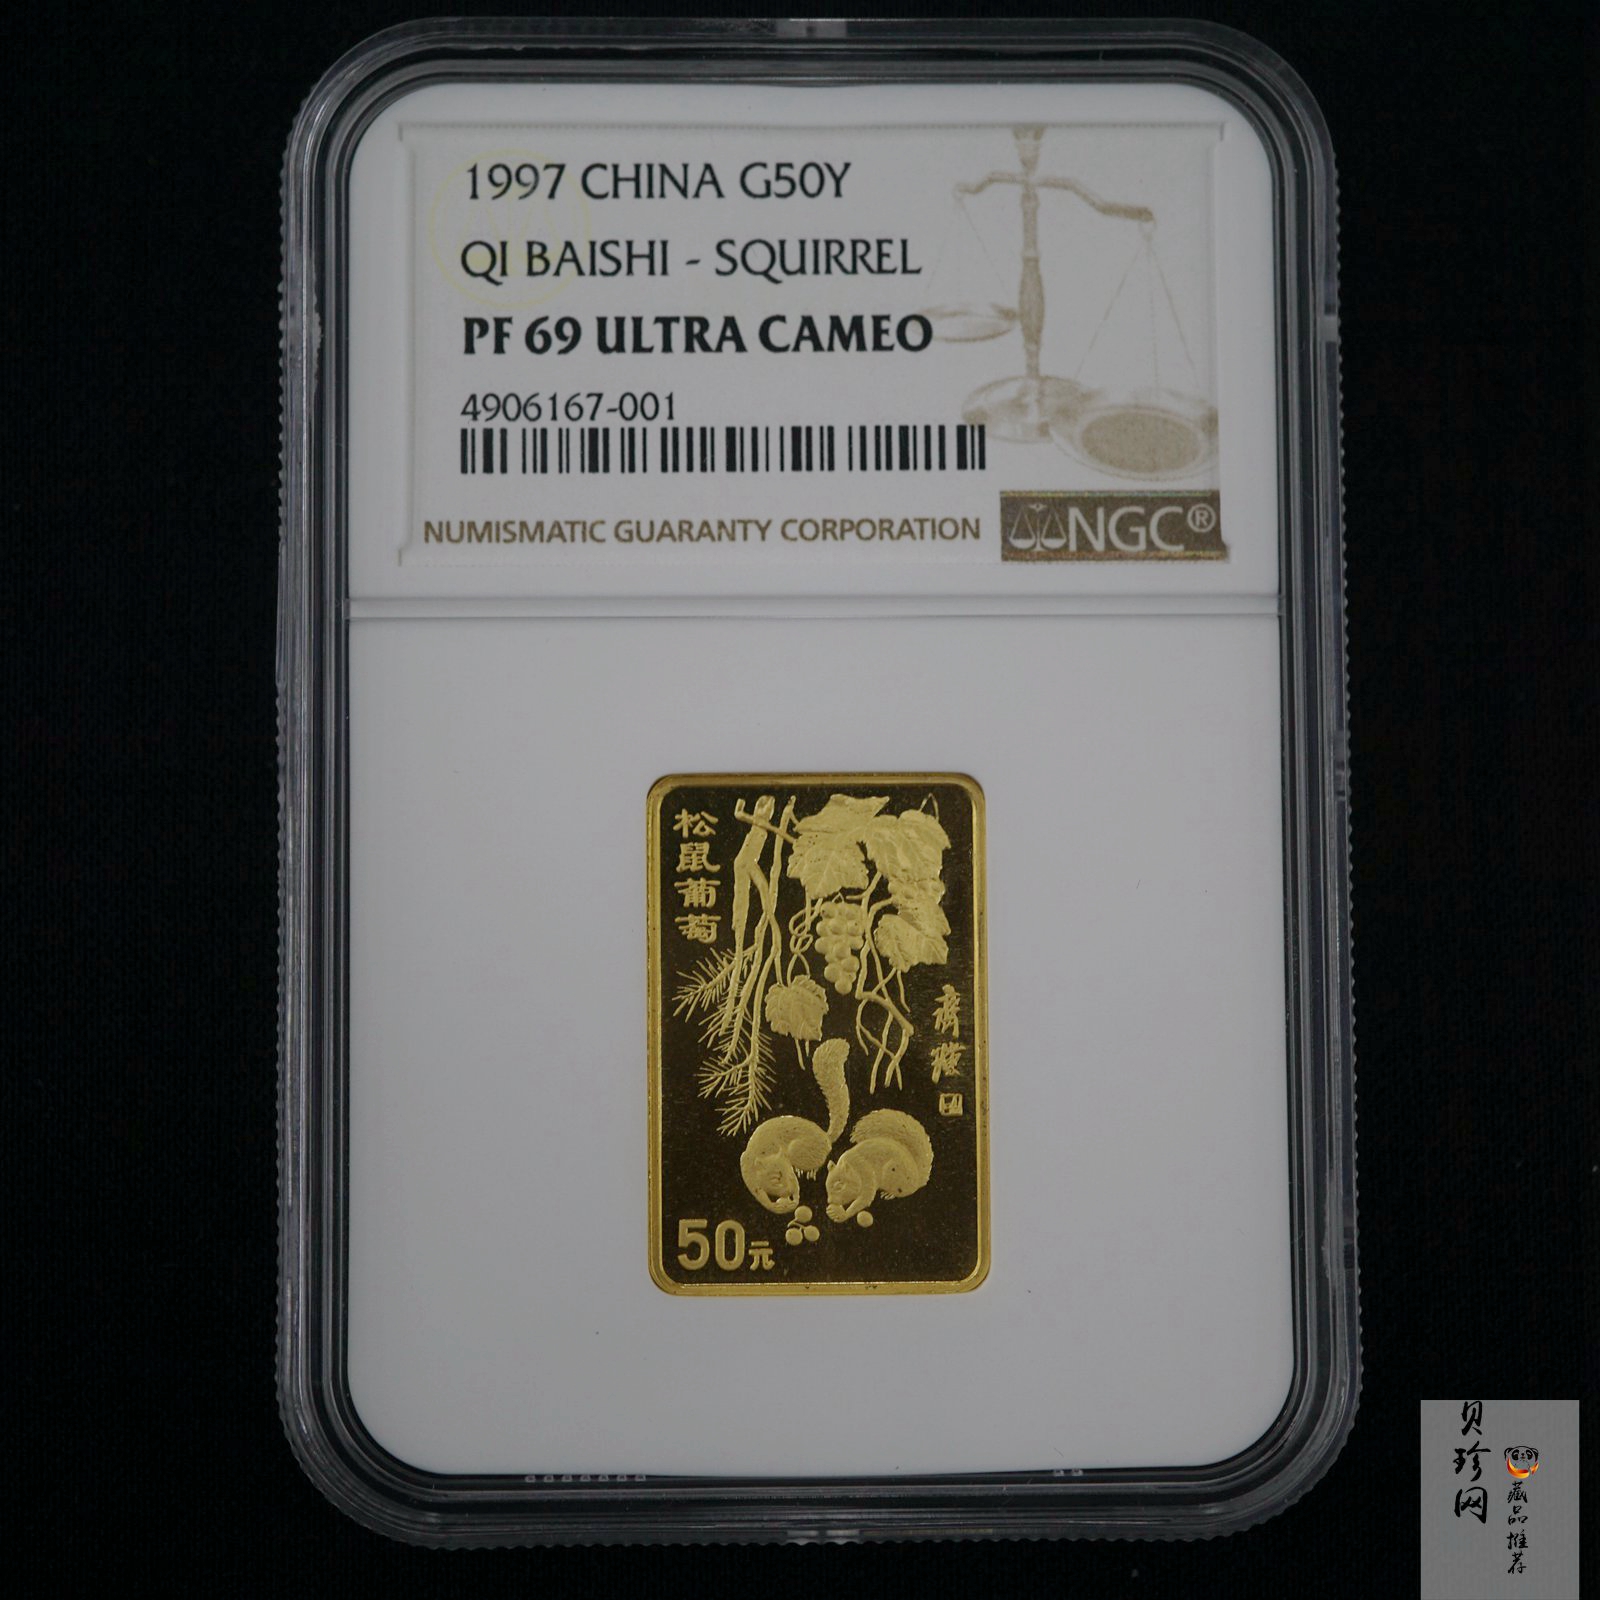 1997 CHINA G50Y
QI BAISHI - SQUIRREL
PF 69 ULTRA CAMEO
4906167-001
NUMISMATIC GUARANTY CORPORATION
NGC®
松鼠葡萄
齊璜
50元
贝珍网
藏品推荐